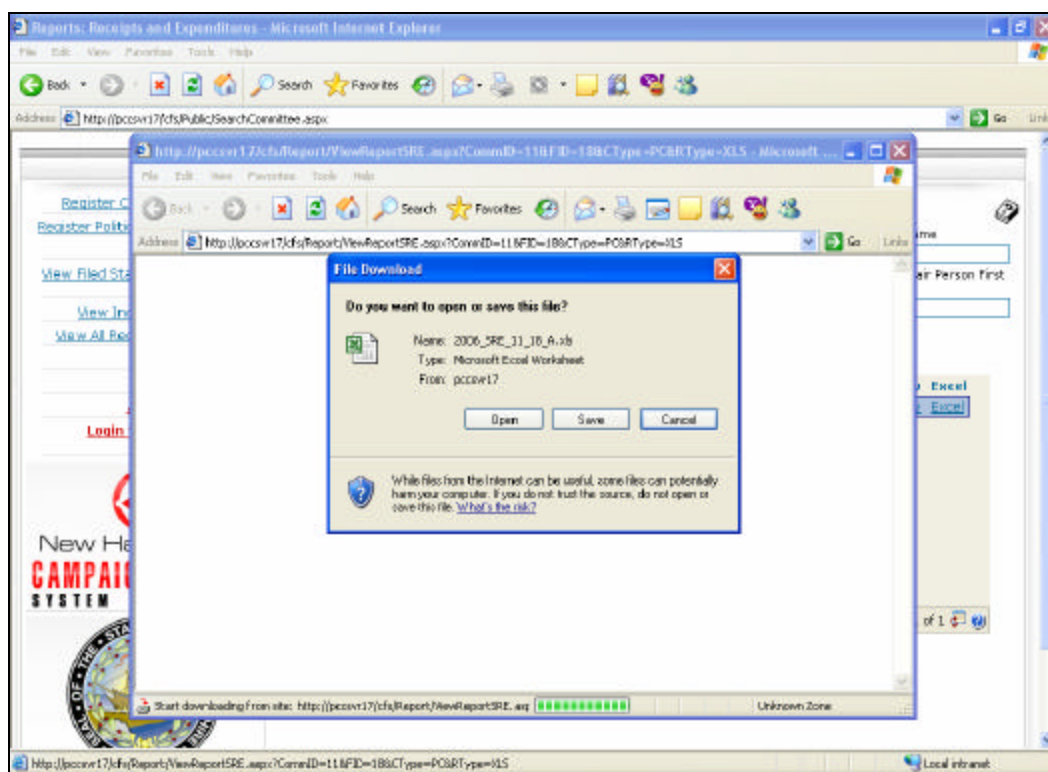 Reports: Receipts and Expenditures - Microsoft Internet Explorer
File Edit View Favorites Tools Help
Back Search Favorites
Address http://pccsvr17/cfs/Public/SearchCommittee.aspx Go Links
http://pccsvr17/cfs/Report/ViewReportSRE.aspx?CommID=11&FID=18&CType=PC&RType=XLS - Microsoft ...
File Edit View Favorites Tools Help
Back Search Favorites
Address http://pccsvr17/cfs/Report/ViewReportSRE.aspx?CommID=11&FID=18&CType=PC&RType=XLS Go Links
Register C
Register Politi
View Filed Sta
View In
View All Re
Login
New Ha
CAMPAI
SYSTEM
SEAL OF THE STA
HIRE
me
air Person First
Excel
Excel
of 1
File Download
Do you want to open or save this file?
Name: 2006_SRE_11_18_A.xls
Type: Microsoft Excel Worksheet
From: pccsvr17
Open Save Cancel
While files from the Internet can be useful, some files can potentially
harm your computer. If you do not trust the source, do not open or
save this file. What's the risk?
Start downloading from site: http://pccsvr17/cfs/Report/ViewReportSRE.asp Unknown Zone
http://pccsvr17/cfs/Report/ViewReportSRE.aspx?CommID=11&FID=18&CType=PC&RType=XLS Local intranet